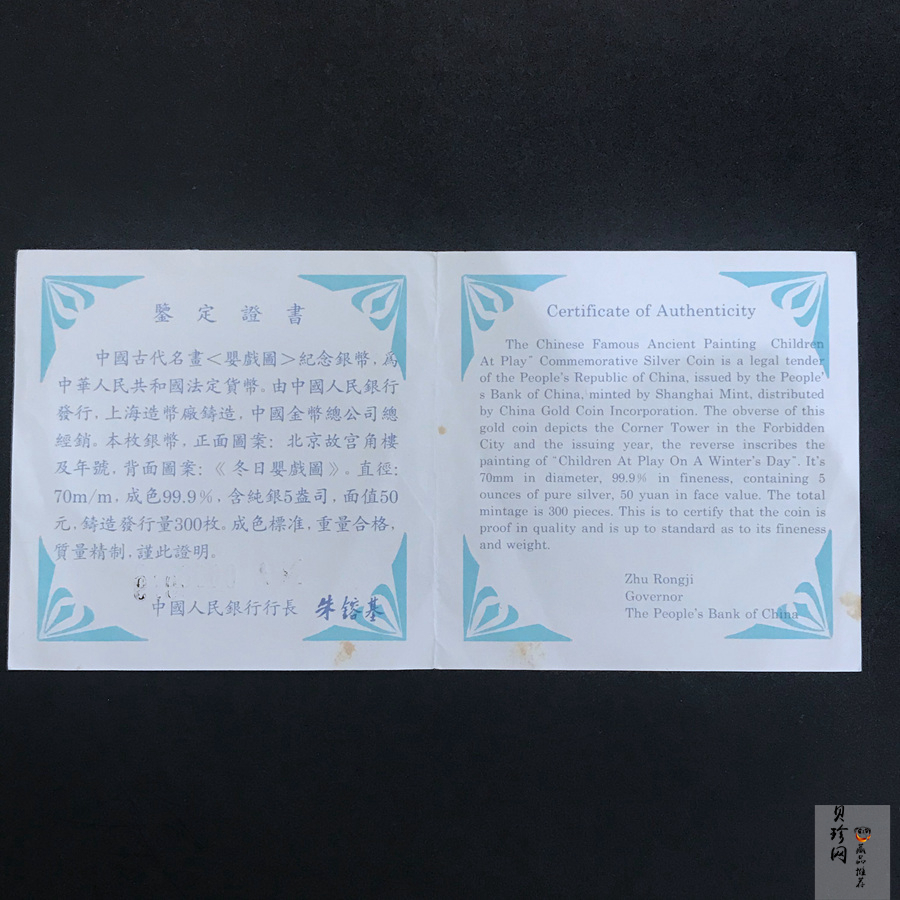 鑒定證書
中國古代名畫＜嬰戲圖＞紀念銀幣，為
中華人民共和國法定貨幣。由中國人民銀行
發行，上海造幣廠鑄造，中國金幣總公司總
經銷。本枚銀幣，正面圖案：北京故宮角樓
及年號，背面圖案：《冬日嬰戲圖》。直徑：
70m/m，成色99.9%，含純銀5盎司，面值50
元，鑄造發行量300枚。成色標准，重量合格，
質量精制，謹此證明。
中國人民銀行行長 朱鎔基
Certificate of Authenticity
The Chinese Famous Ancient Painting Children
At Play” Commemorative Silver Coin is a legal tender
of the People's Republic of China, issued by the People'
s Bank of China, minted by Shanghai Mint, distributed
by China Gold Coin Incorporation. The obverse of this
gold coin depicts the Corner Tower in the Forbidden
City and the issuing year, the reverse inscribes the
painting of “Children At Play On A Winter's Day”. It's
70mm in diameter, 99.9% in fineness, containing 5
ounces of pure silver, 50 yuan in face value. The total
mintage is 300 pieces. This is to certify that the coin is
proof in quality and is up to standard as to its fineness
and weight.
Zhu Rongji
Governor
The People's Bank of China
貝珍网
藏品推荐